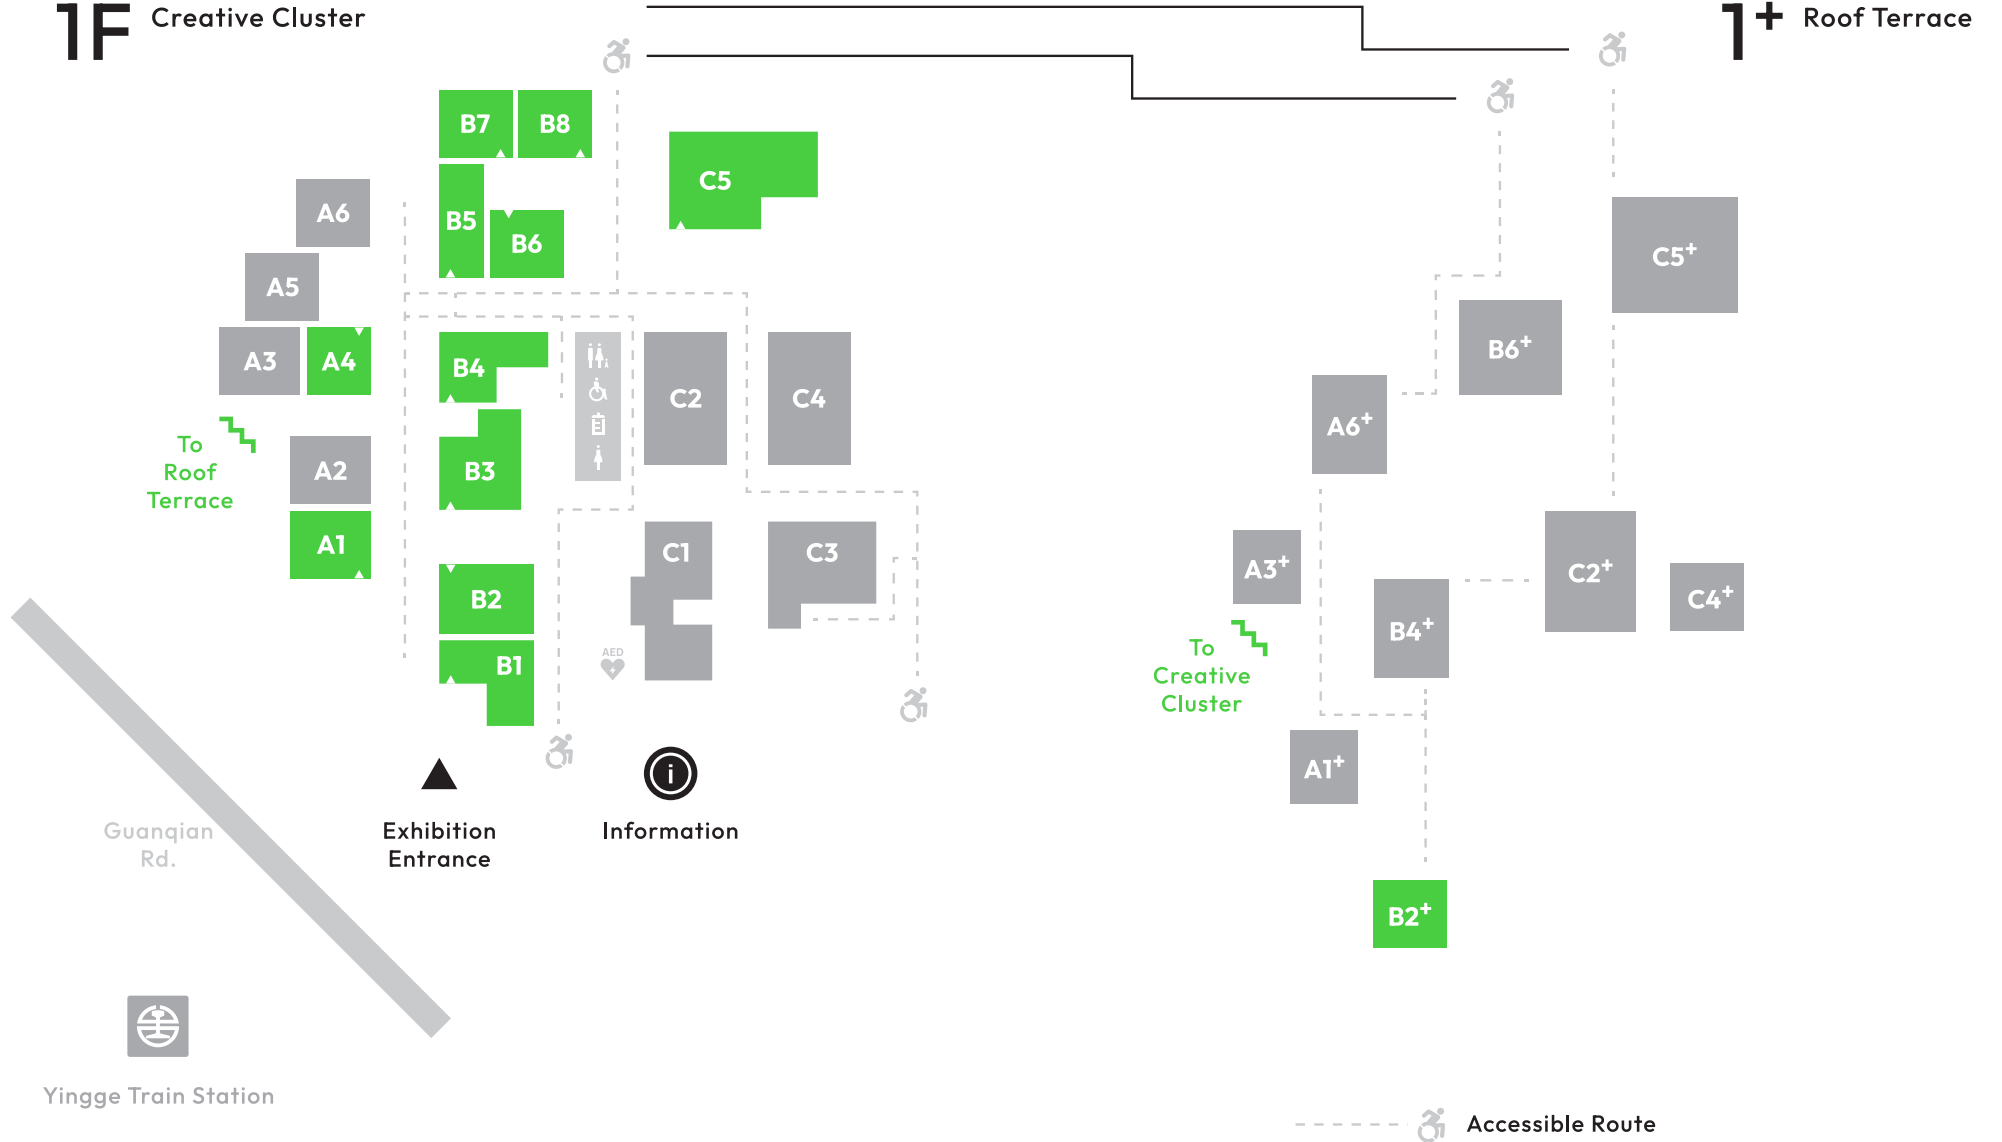 1F Creative Cluster
1+ Roof Terrace
B7 B8
C5
A6
B5
B6
A5
A3 A4
B4
C2 C4
To
Roof
Terrace
A2
B3
A1
C1 C3
B2
B1
AED
Exhibition
Entrance
i
Information
Guanqian
Rd.
Yingge Train Station
C5+
B6+
A6+
A3+
C2+
C4+
B4+
To
Creative
Cluster
A1+
B2+
Accessible Route